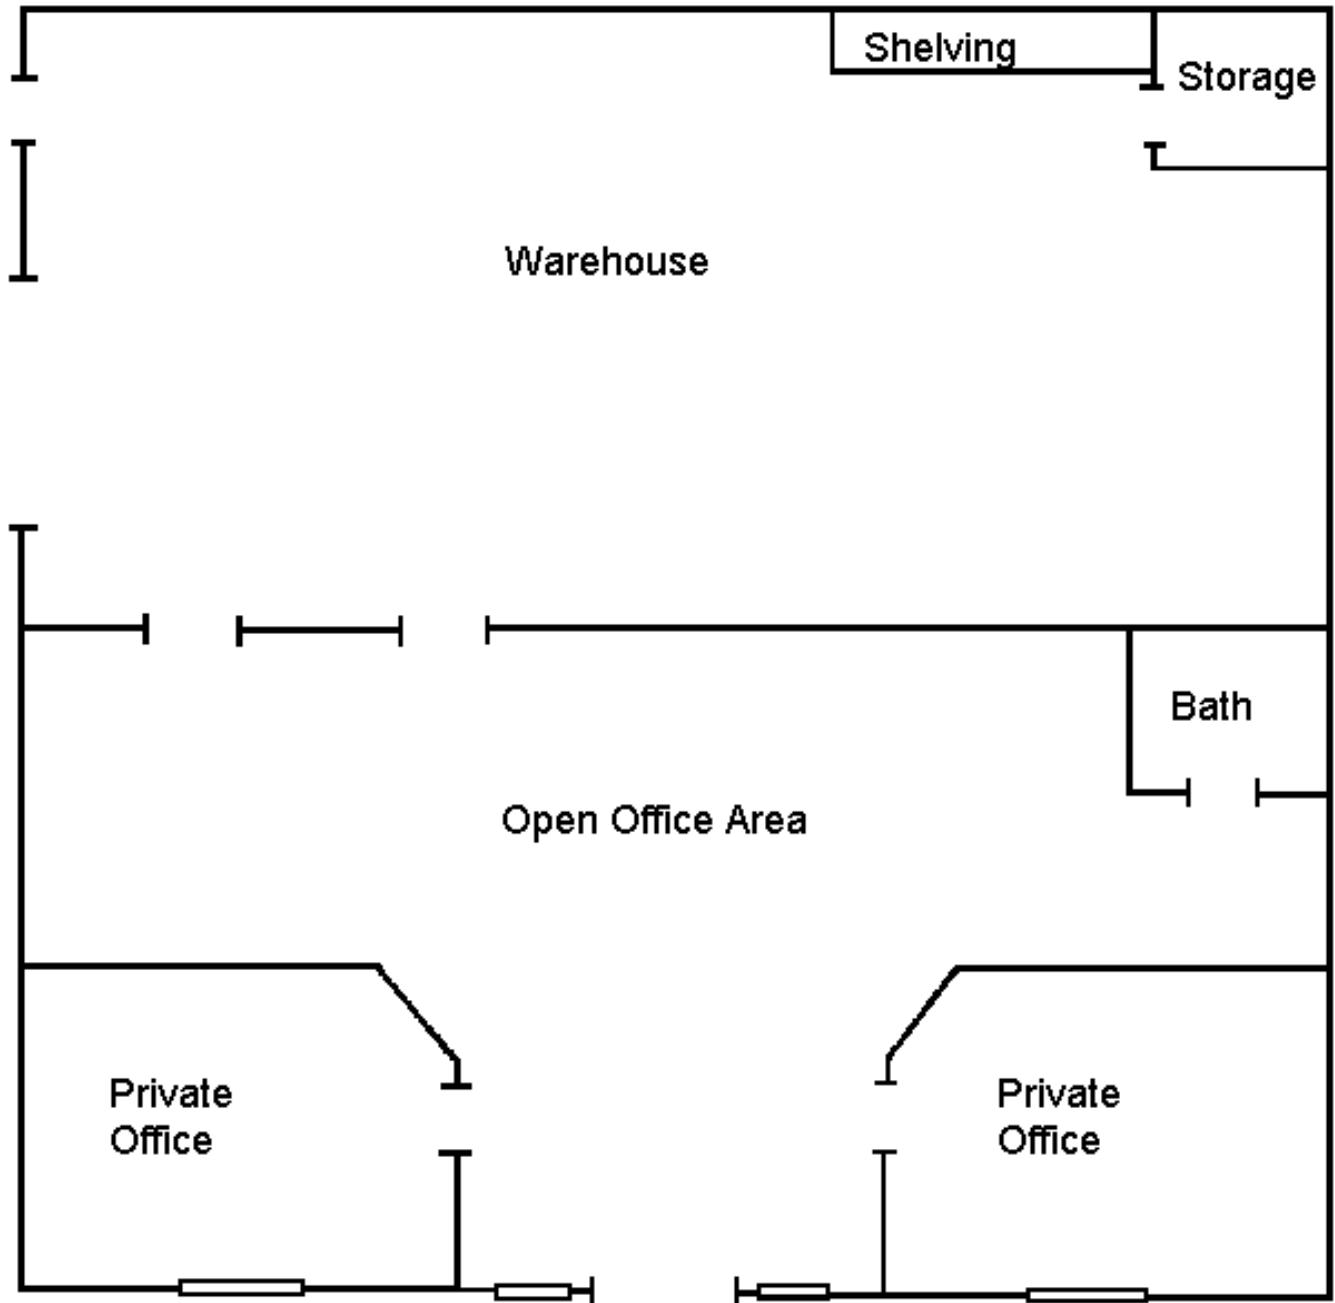 Shelving
Storage
Warehouse
Bath
Open Office Area
Private
Office
Private
Office